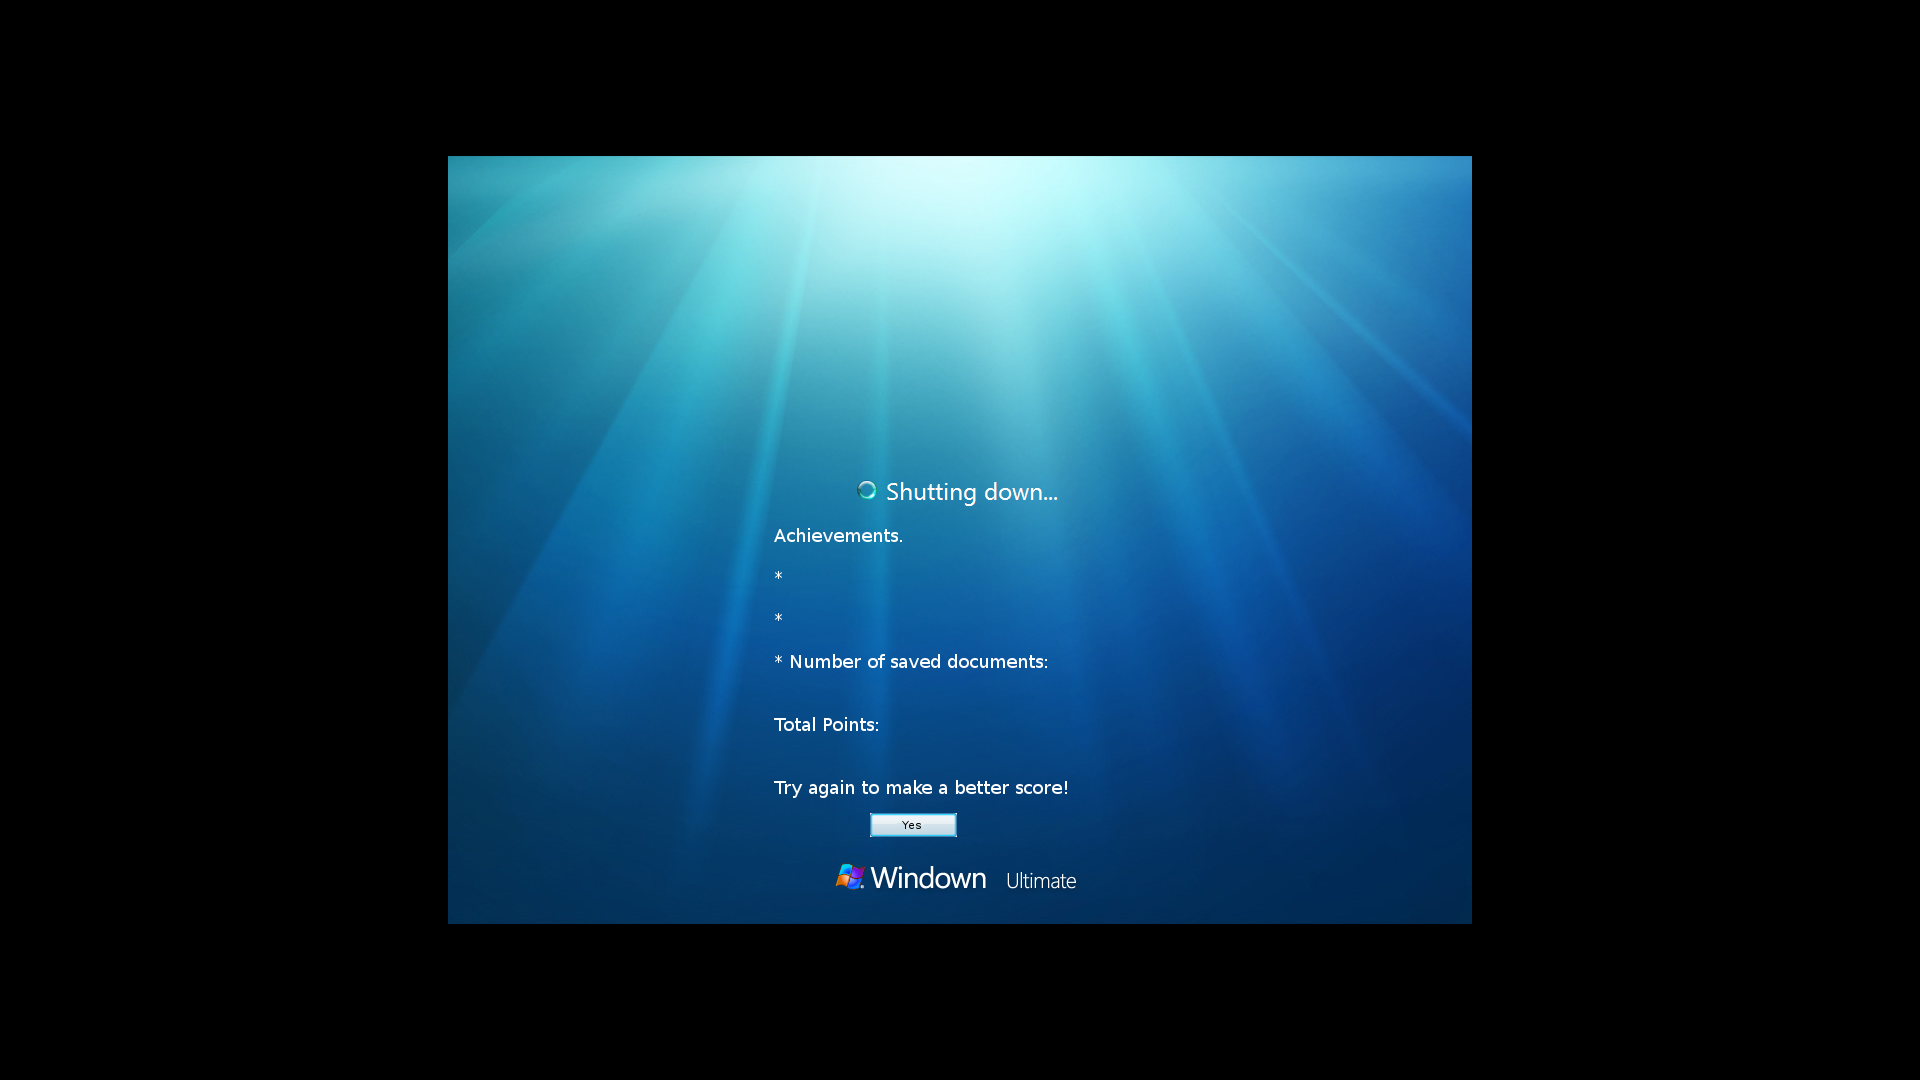 Shutting down...
Achievements.
*
*
* Number of saved documents:
Total Points:
Try again to make a better score!
Yes
Windown Ultimate